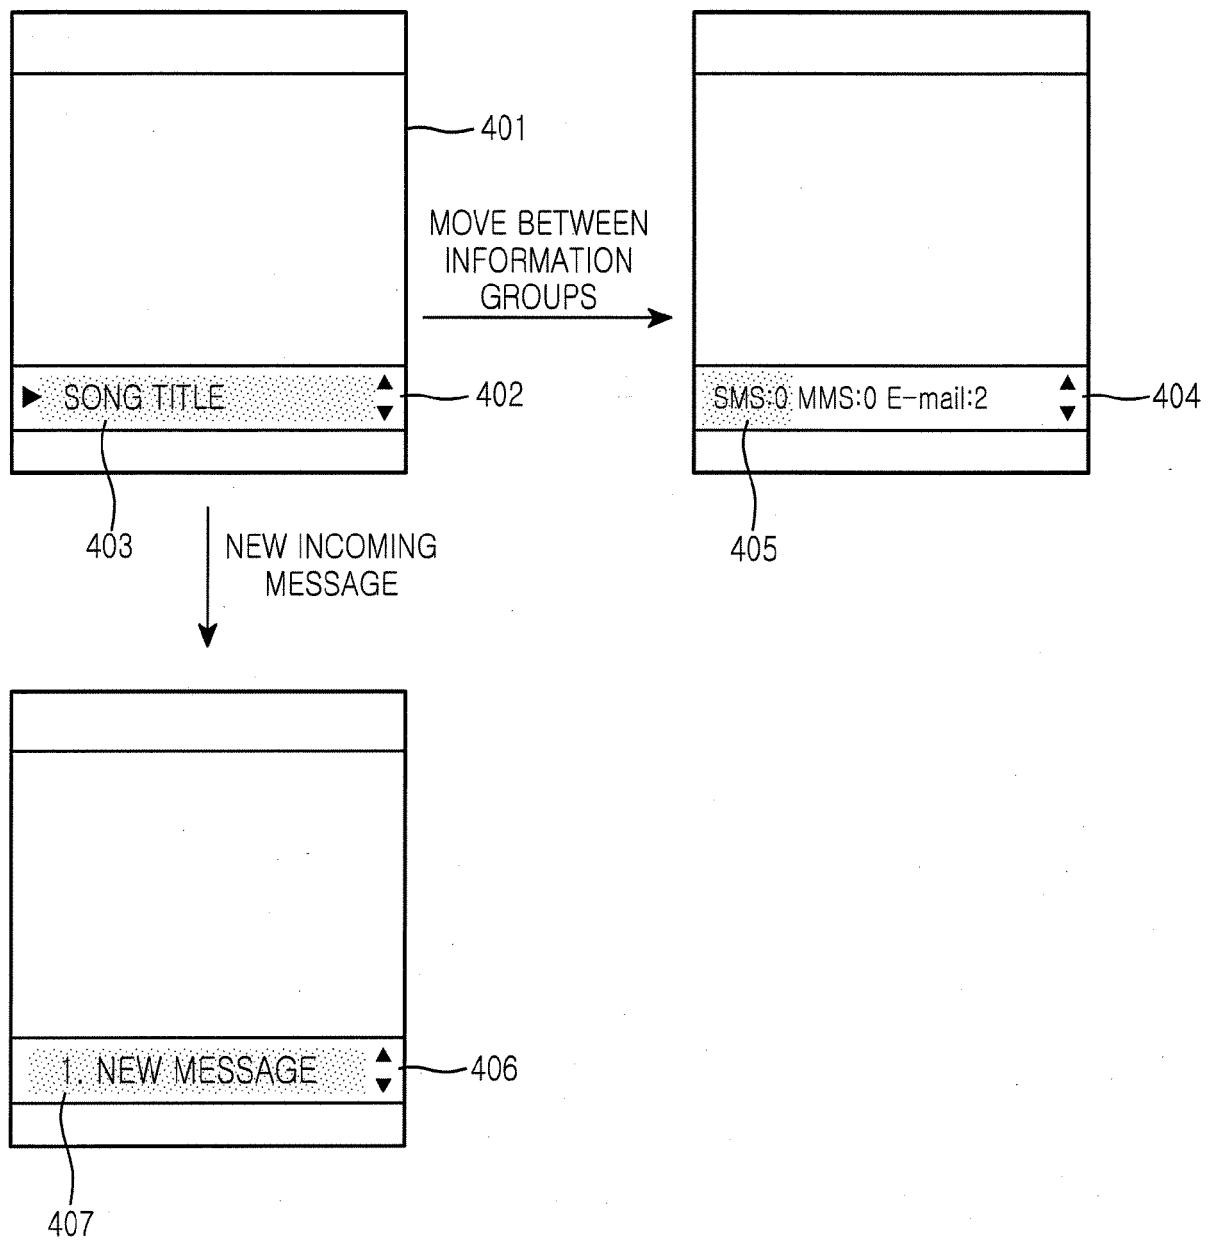 401
MOVE BETWEEN
INFORMATION
GROUPS
▶ SONG TITLE ▲▼
402
SMS:0 MMS:0 E-mail:2 ▲▼
404
403
405
NEW INCOMING
MESSAGE
1. NEW MESSAGE ▲▼
406
407